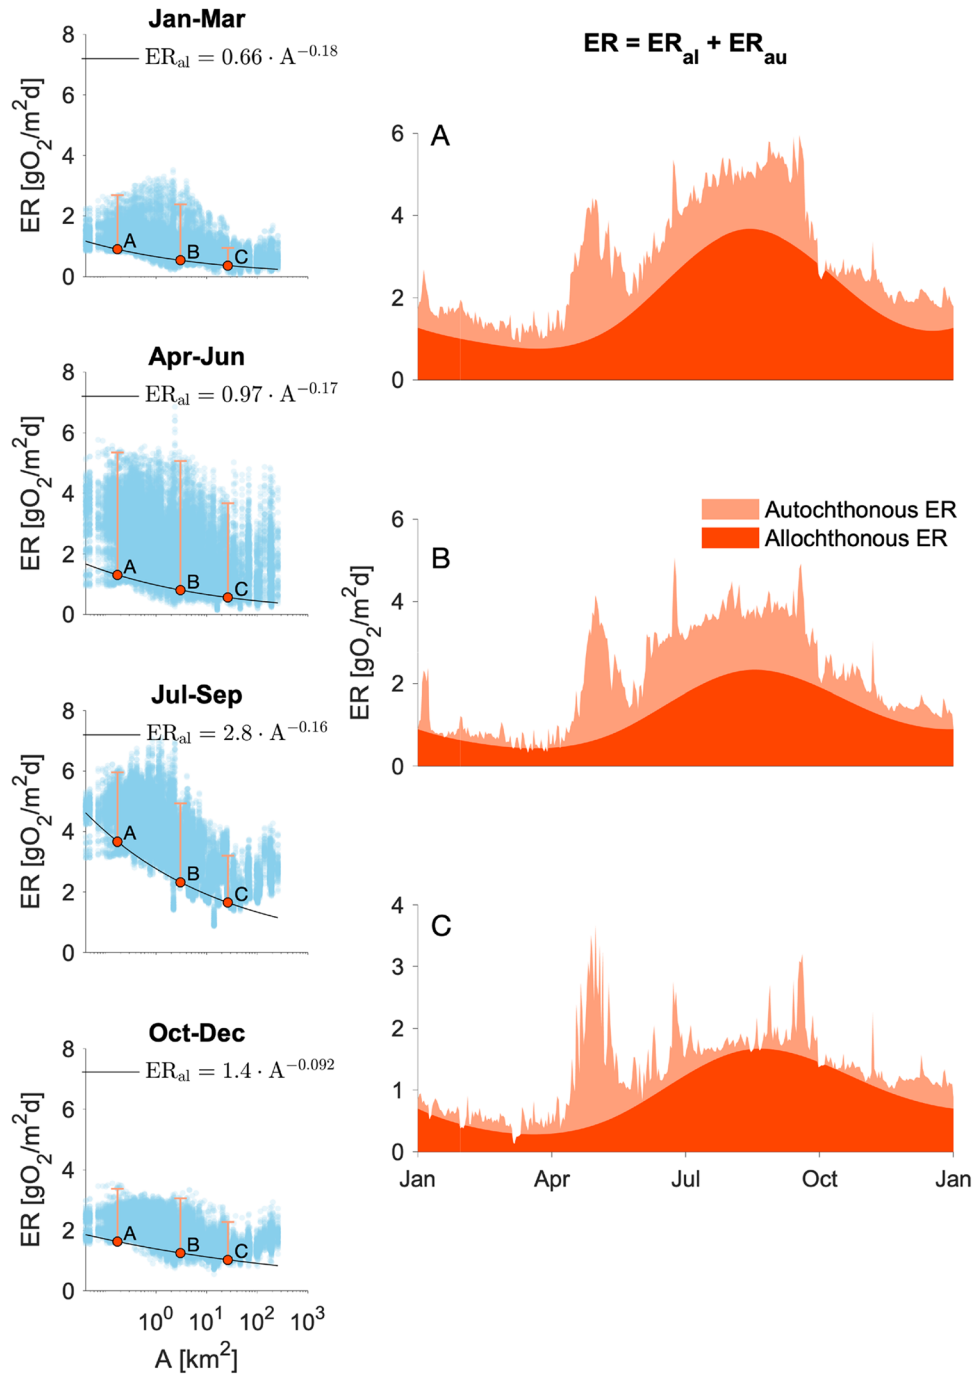 Jan-Mar
8
6
4
2
0
ER [gO2/m2d]
ERal = 0.66 · A−0.18
A
B
C
Apr-Jun
8
6
4
2
0
ER [gO2/m2d]
ERal = 0.97 · A−0.17
A
B
C
Jul-Sep
8
6
4
2
0
ER [gO2/m2d]
ERal = 2.8 · A−0.16
A
B
C
Oct-Dec
8
6
4
2
0
ER [gO2/m2d]
ERal = 1.4 · A−0.092
A
B
C
10^0 10^1 10^2 10^3
A [km2]
ER = ERal + ERau
6
4
2
0
A
Autochthonous ER
Allochthonous ER
6
4
2
0
B
ER [gO2/m2d]
4
3
2
1
0
C
Jan Apr Jul Oct Jan